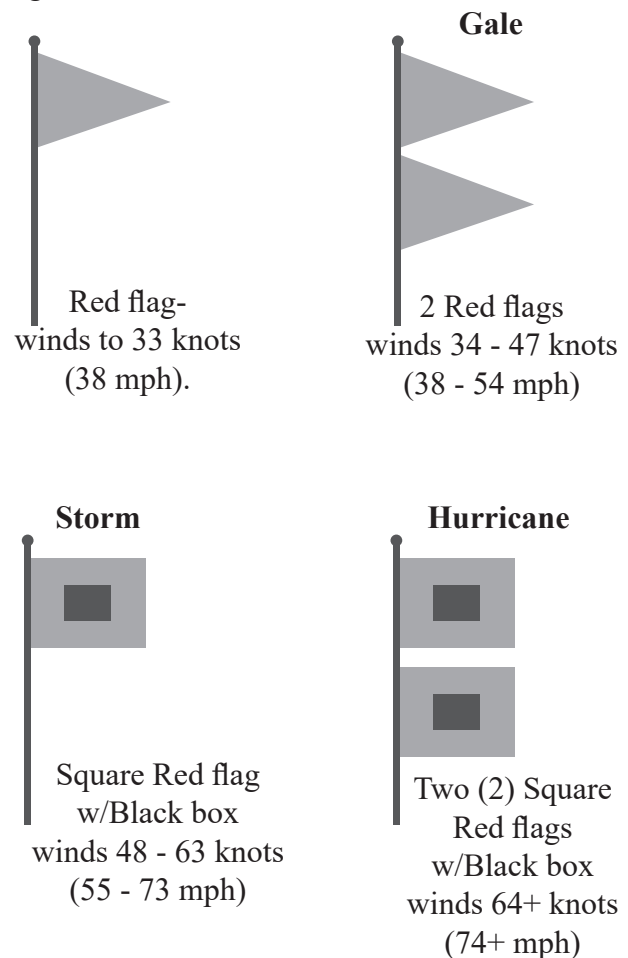 Gale
Red flag-
winds to 33 knots
(38 mph).
2 Red flags
winds 34 - 47 knots
(38 - 54 mph)
Storm
Square Red flag
w/Black box
winds 48 - 63 knots
(55 - 73 mph)
Hurricane
Two (2) Square
Red flags
w/Black box
winds 64+ knots
(74+ mph)